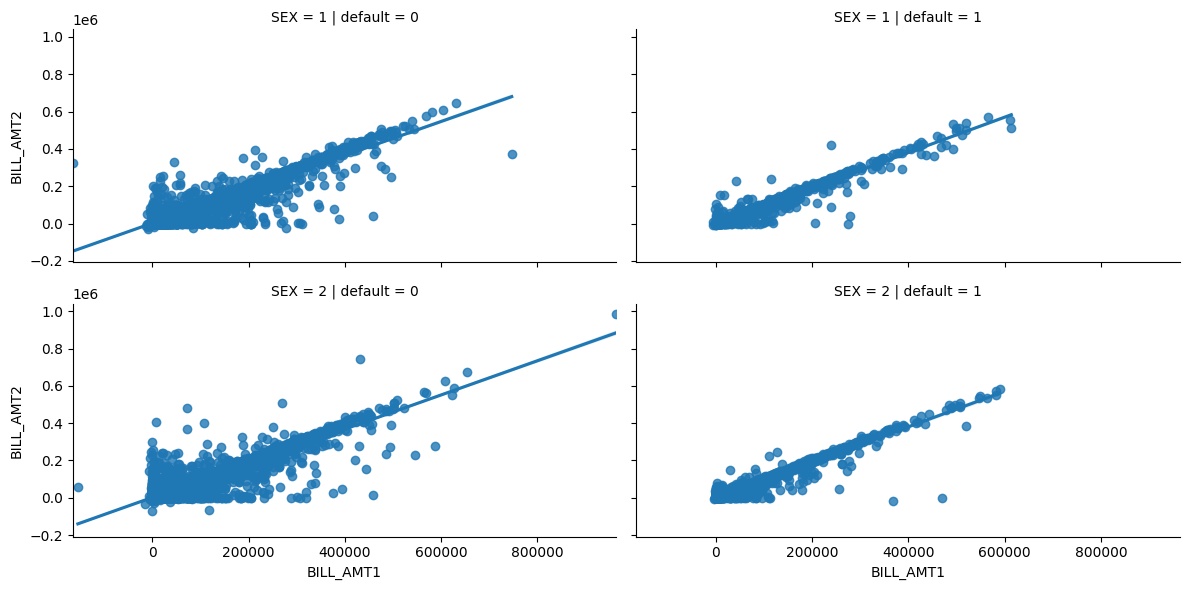 SEX = 1 | default = 0
SEX = 1 | default = 1
1e6
1.0
0.8
0.6
0.4
0.2
0.0
−0.2
BILL_AMT2
SEX = 2 | default = 0
SEX = 2 | default = 1
1e6
1.0
0.8
0.6
0.4
0.2
0.0
−0.2
BILL_AMT2
0 200000 400000 600000 800000
0 200000 400000 600000 800000
BILL_AMT1
BILL_AMT1